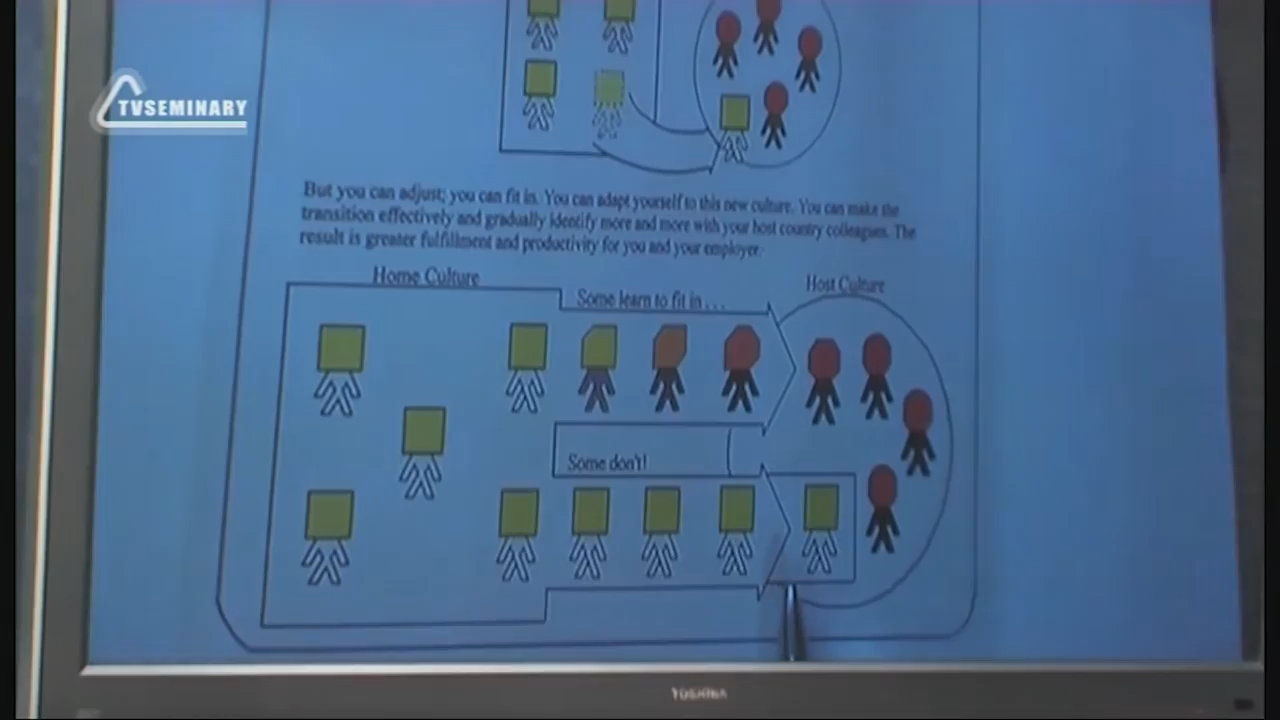 TVSEMINARY
But you can adjust; you can fit in. You can adapt yourself to this new culture. You can make the
transition effectively and gradually identify more and more with your host country colleagues. The
result is greater fulfillment and productivity for you and your employer.
Home Culture
Some learn to fit in . . .
Host Culture
Some don't!
TOSHIBA